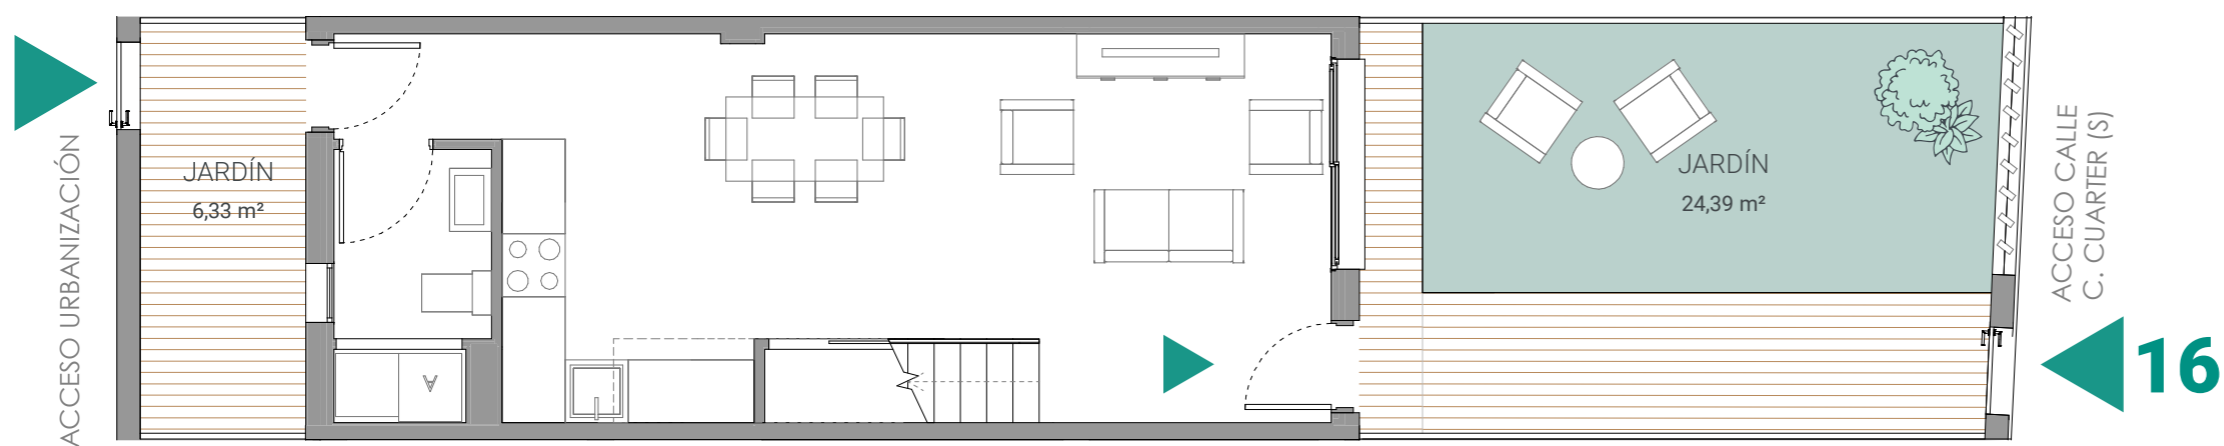 ACCESO URBANIZACIÓN
JARDÍN
6,33 m²
JARDÍN
24,39 m²
ACCESO CALLE
C. CUARTER (S)
16